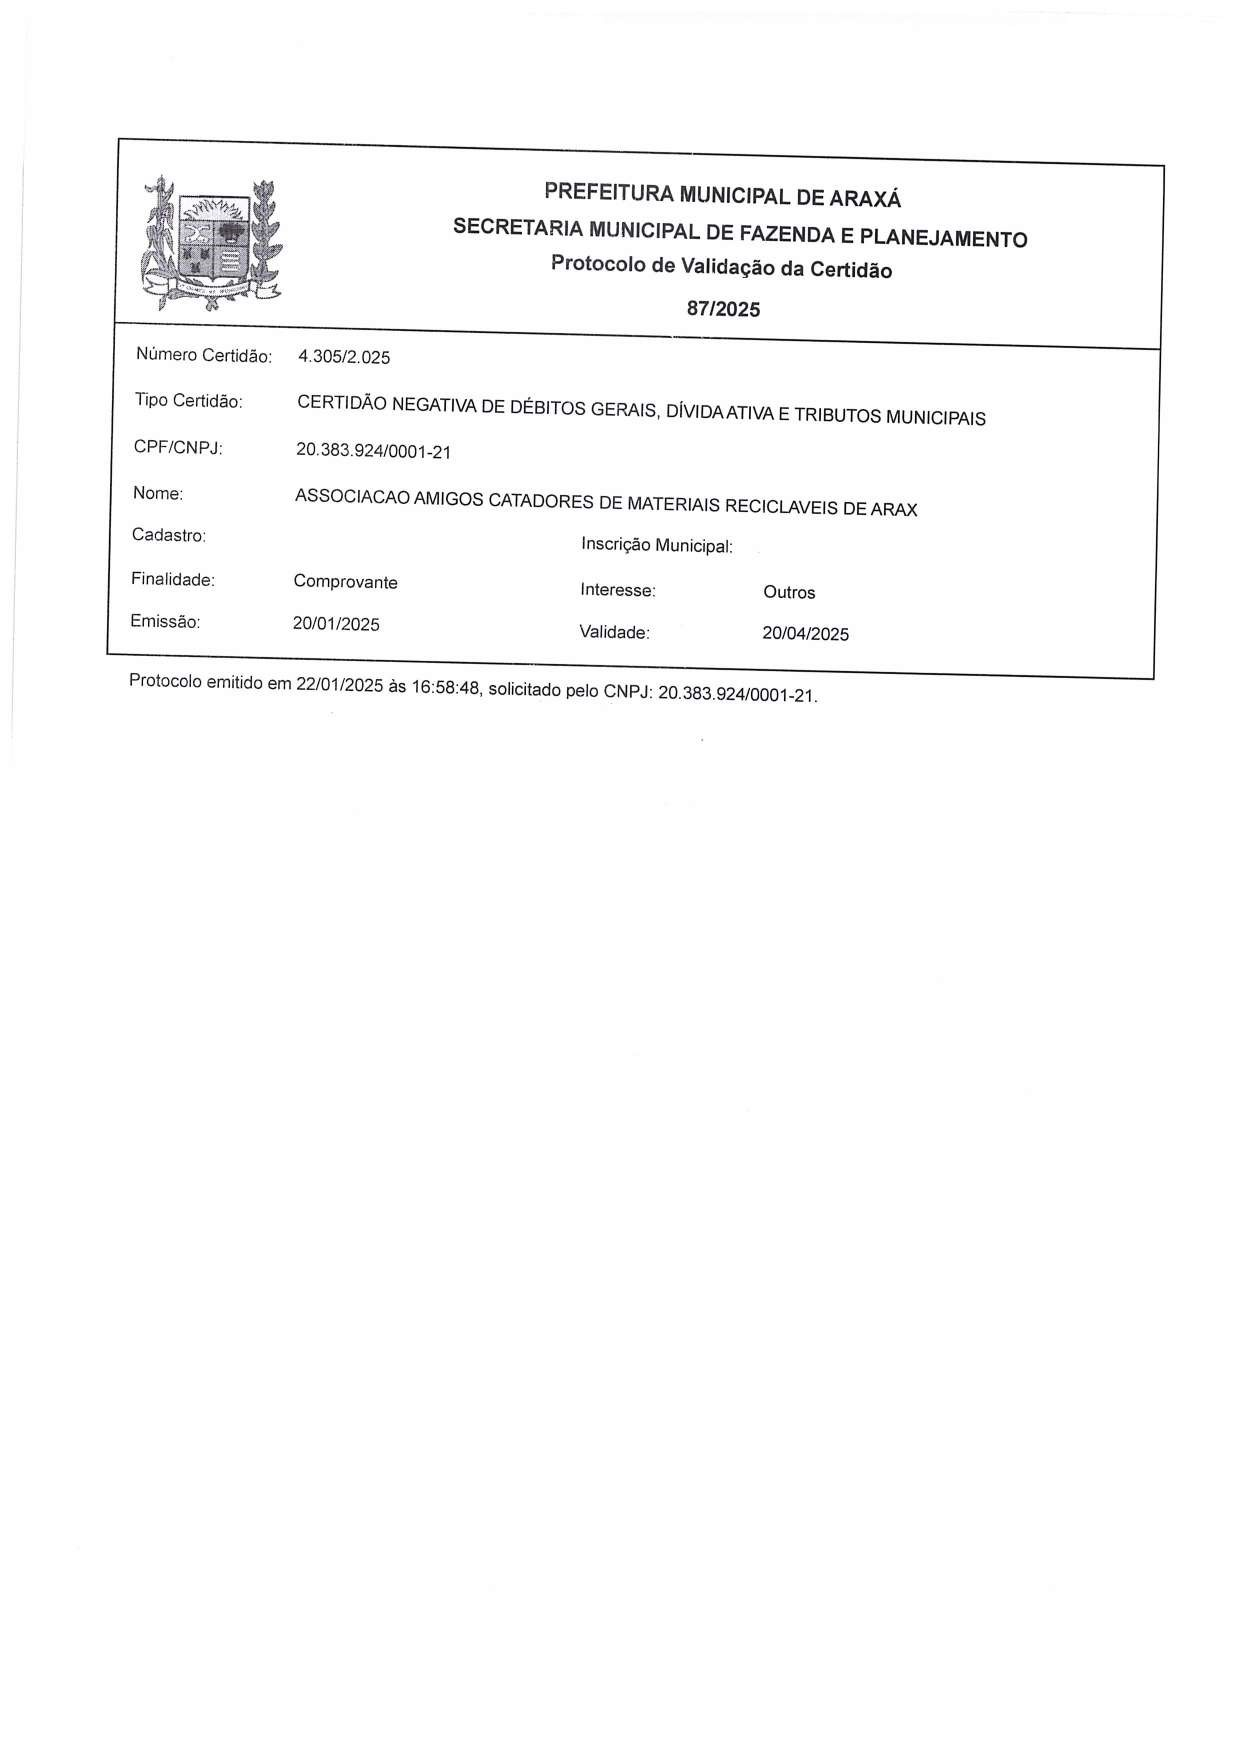 PREFEITURA MUNICIPAL DE ARAXÁ
SECRETARIA MUNICIPAL DE FAZENDA E PLANEJAMENTO
Protocolo de Validação da Certidão
87/2025
Número Certidão: 4.305/2.025
Tipo Certidão: CERTIDÃO NEGATIVA DE DÉBITOS GERAIS, DÍVIDA ATIVA E TRIBUTOS MUNICIPAIS
CPF/CNPJ: 20.383.924/0001-21
Nome: ASSOCIACAO AMIGOS CATADORES DE MATERIAIS RECICLAVEIS DE ARAX
Cadastro: Inscrição Municipal:
Finalidade: Comprovante Interesse: Outros
Emissão: 20/01/2025 Validade: 20/04/2025
Protocolo emitido em 22/01/2025 às 16:58:48, solicitado pelo CNPJ: 20.383.924/0001-21.